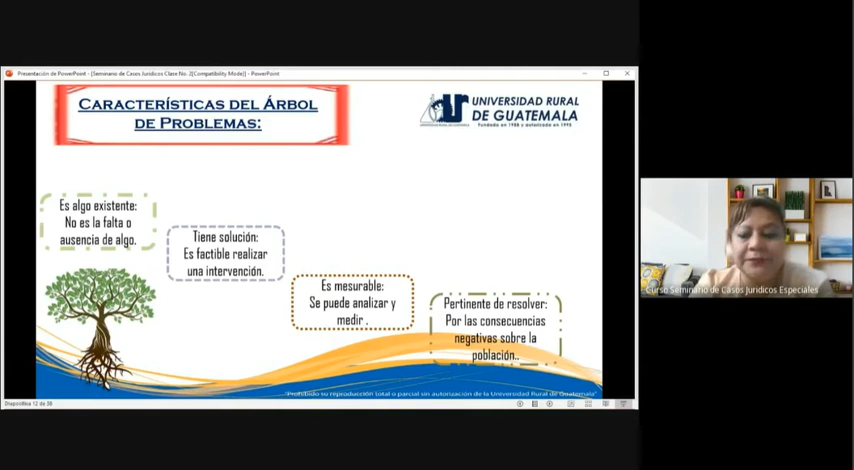 Presentación de PowerPoint - [Seminario de Casos Jurídicos Clase No. 2[Compatibility Mode]] - PowerPoint
CARACTERÍSTICAS DEL ÁRBOL
DE PROBLEMAS:
UNIVERSIDAD RURAL
DE GUATEMALA
Fundada en 1988 y autorizada en 1995
Es algo existente:
No es la falta o
ausencia de algo.
Tiene solución:
Es factible realizar
una intervención.
Es mesurable:
Se puede analizar y
medir .
Pertinente de resolver:
Por las consecuencias
negativas sobre la
población..
"Prohibido su reproducción total o parcial sin autorización de la Universidad Rural de Guatemala"
Diapositiva 12 de 38
Curso Seminario de Casos Jurídicos Especiales